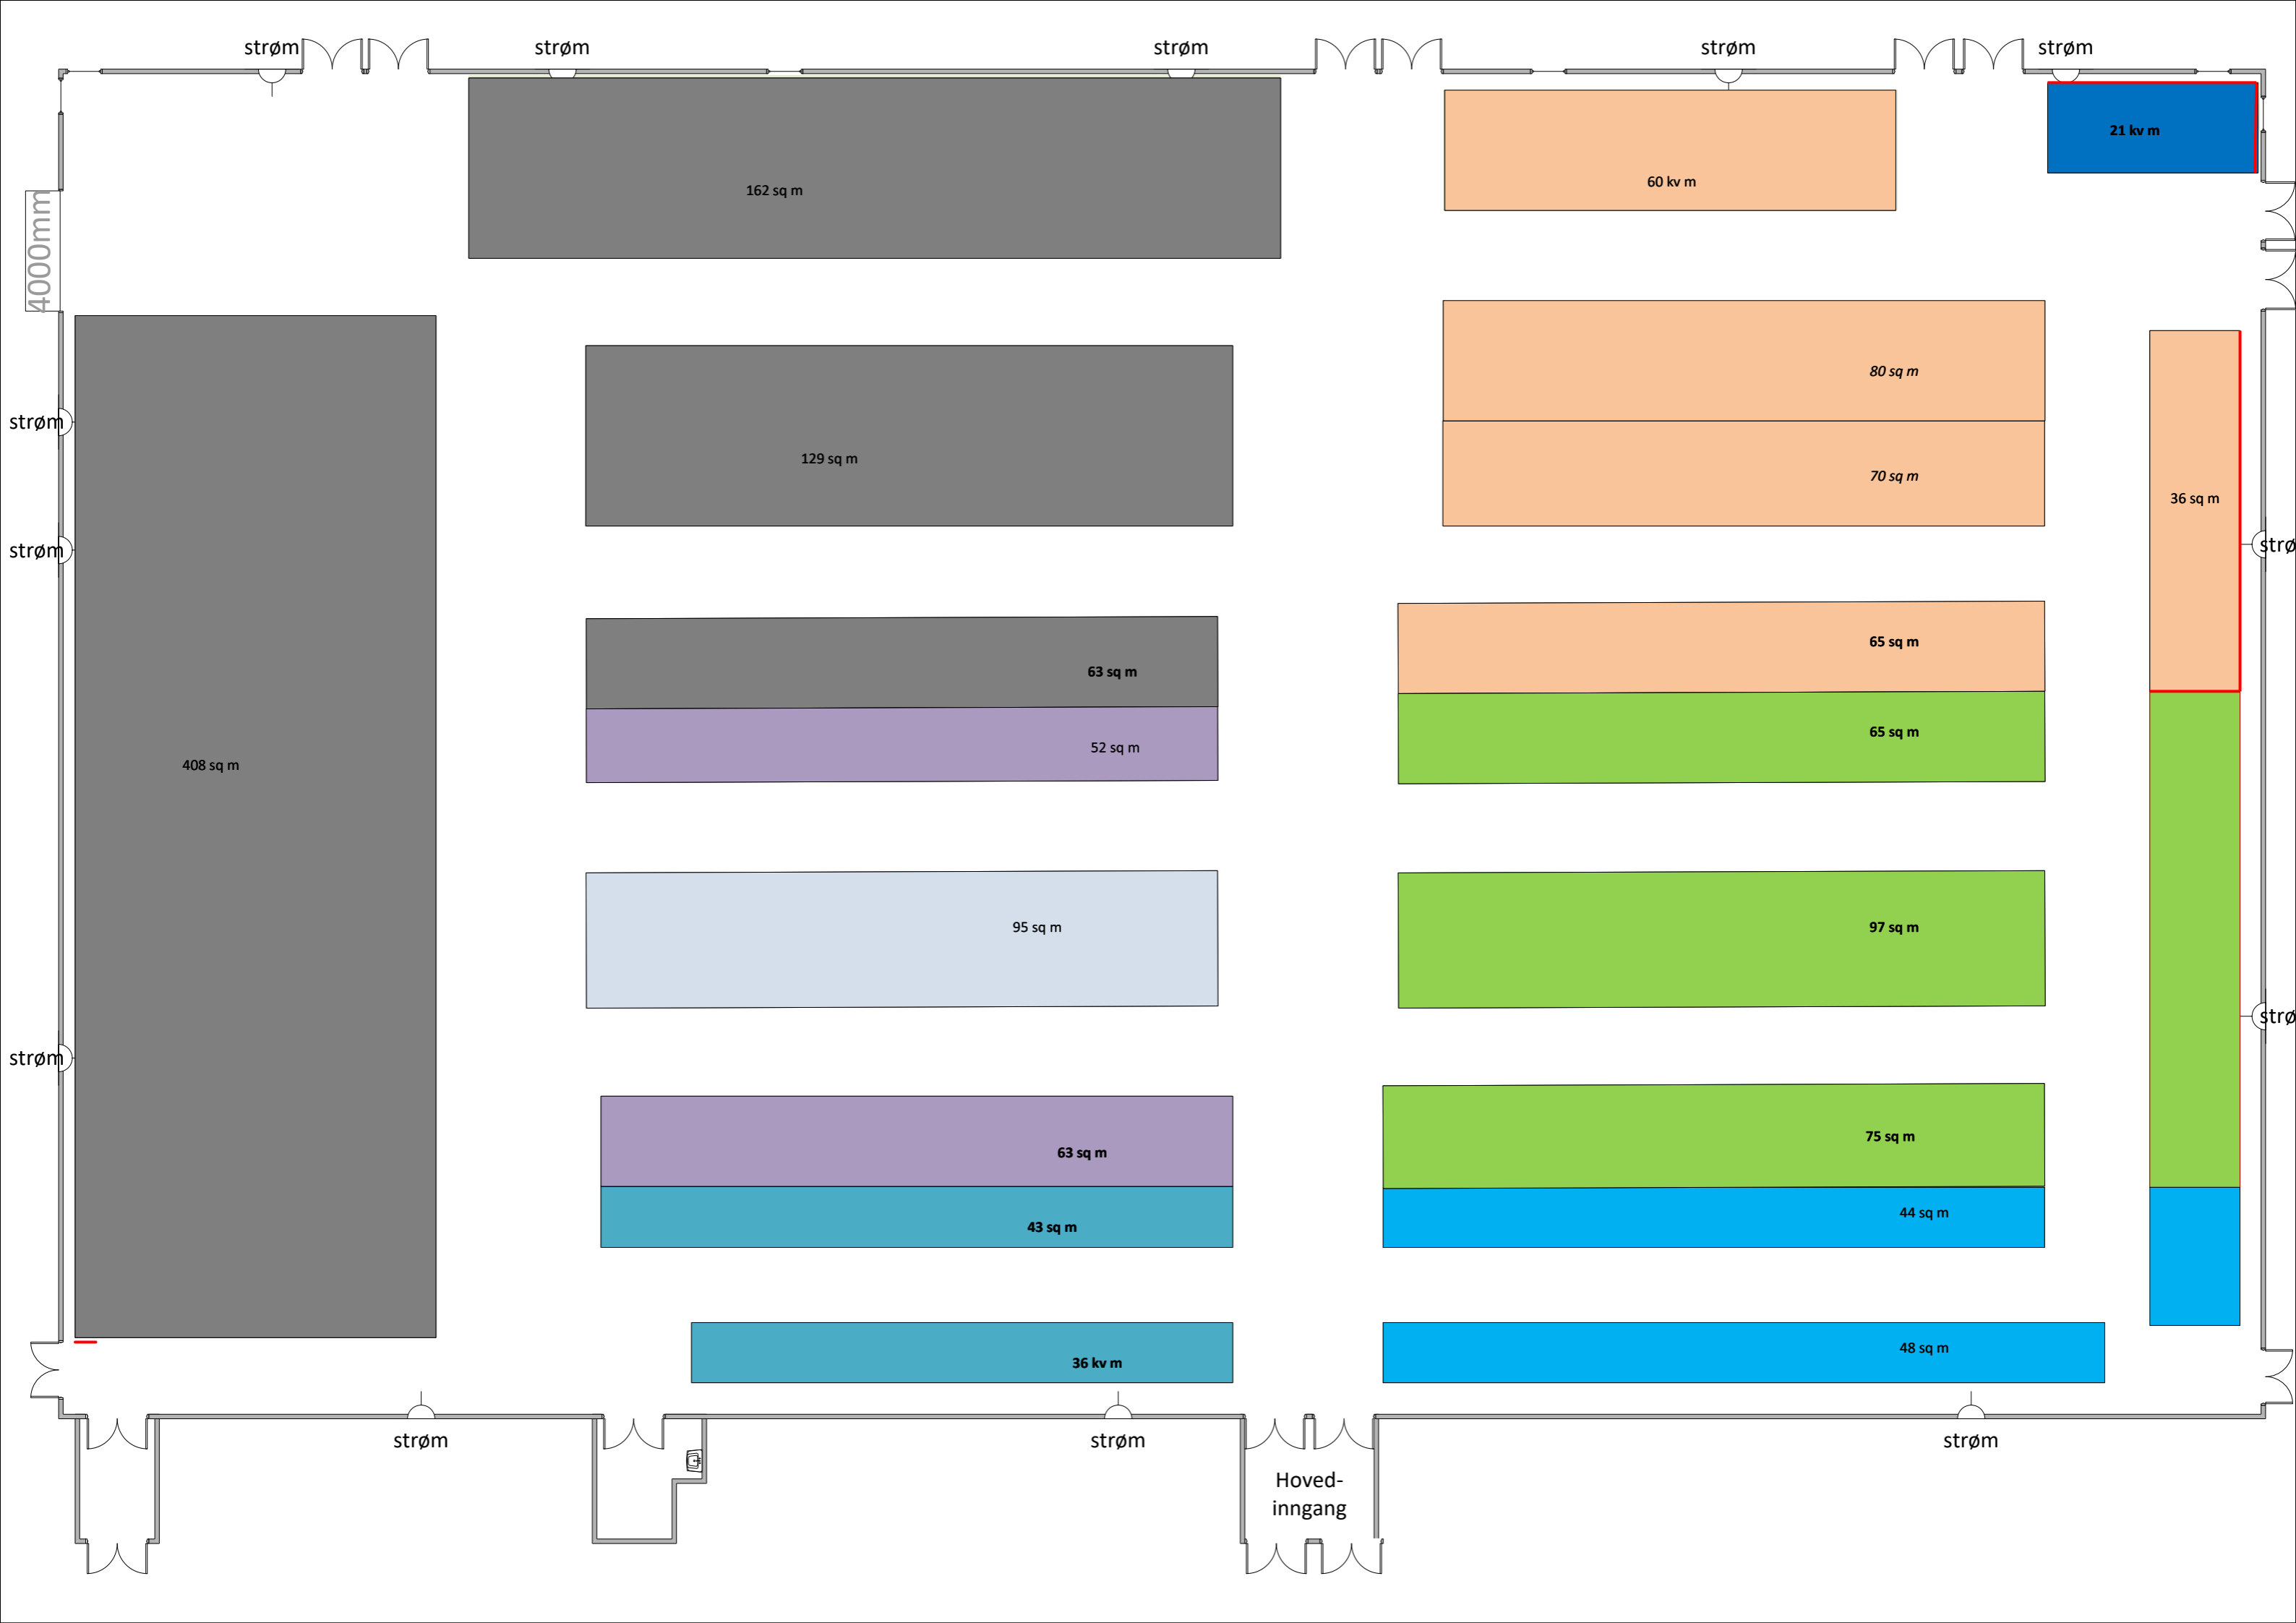 strøm
strøm
strøm
strøm
strøm
21 kv m
60 kv m
162 sq m
4000mm
80 sq m
strøm
129 sq m
70 sq m
36 sq m
strøm
strø
65 sq m
63 sq m
65 sq m
52 sq m
408 sq m
95 sq m
97 sq m
strø
strøm
75 sq m
63 sq m
44 sq m
43 sq m
48 sq m
36 kv m
strøm
strøm
strøm
Hoved-
inngang